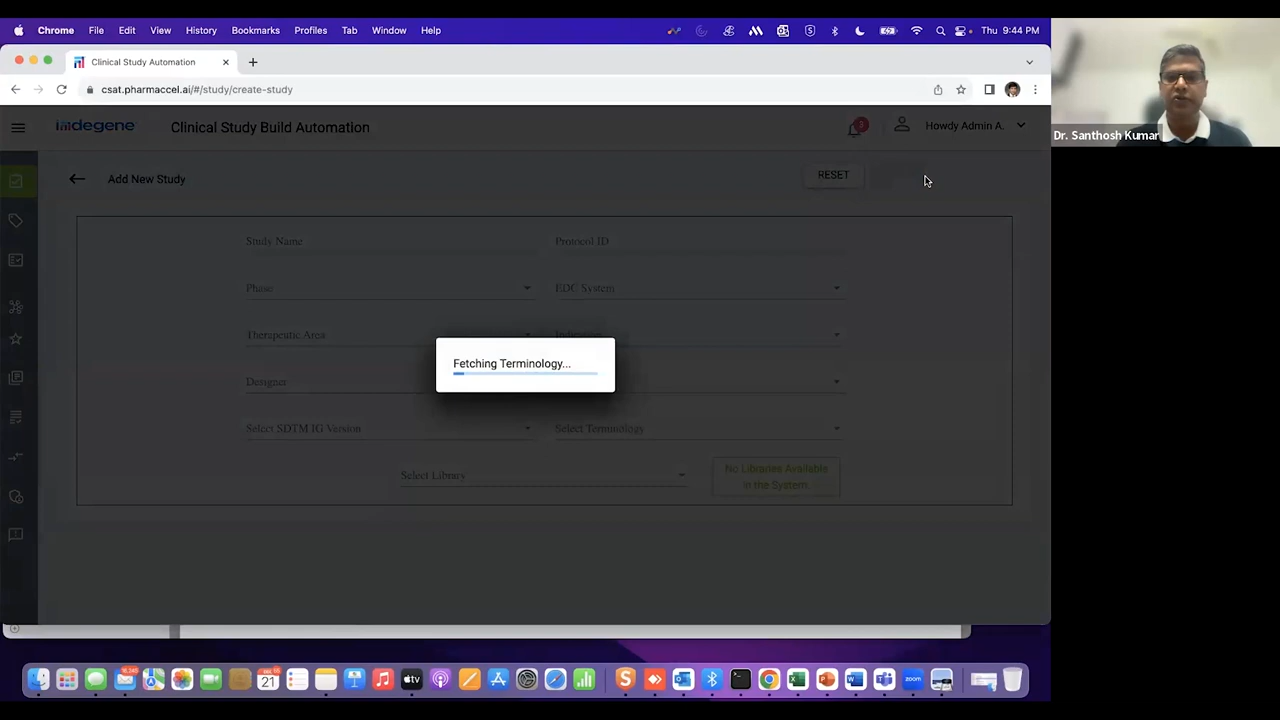 Chrome File Edit View History Bookmarks Profiles Tab Window Help Thu 9:44 PM
Clinical Study Automation
csat.pharmaccel.ai/#/study/create-study
indegene Clinical Study Build Automation Howdy Admin A.
Add New Study RESET
Study Name Protocol ID
Phase EDC System
Therapeutic Area Indication
Fetching Terminology...
Designer
Select SDTM IG Version Select Terminology
Select Library No Libraries Available
in the System.
Dr. Santhosh Kumar
21
zoom